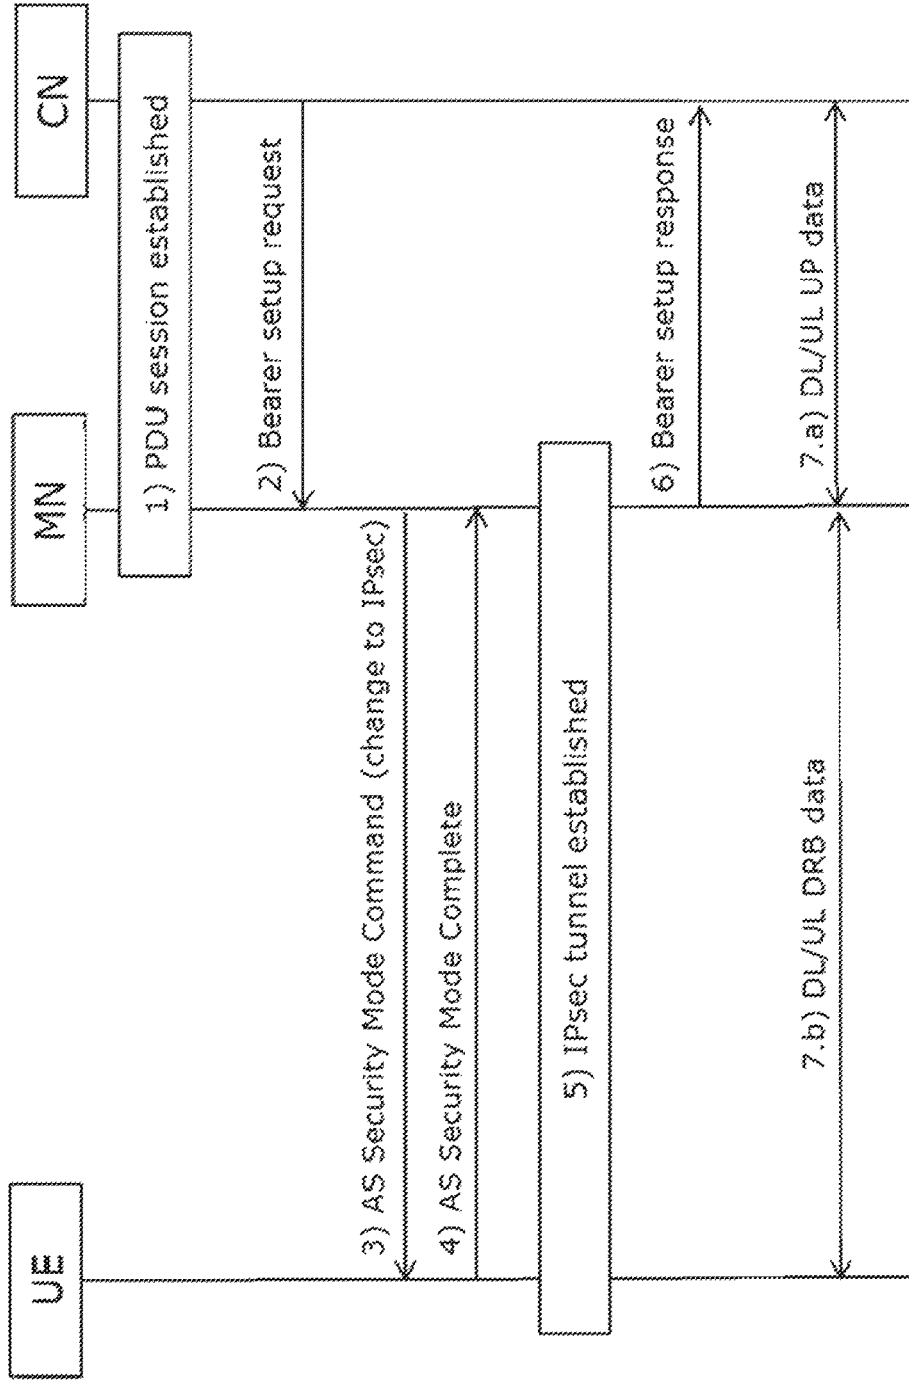 UE
MN
CN
1) PDU session established
2) Bearer setup request
3) AS Security Mode Command (change to IPsec)
4) AS Security Mode Complete
5) IPsec tunnel established
6) Bearer setup response
7.a) DL/UL UP data
7.b) DL/UL DRB data